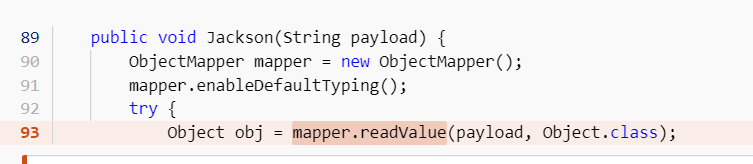 89 public void Jackson(String payload) {
90 ObjectMapper mapper = new ObjectMapper();
91 mapper.enableDefaultTyping();
92 try {
93 Object obj = mapper.readValue(payload, Object.class);